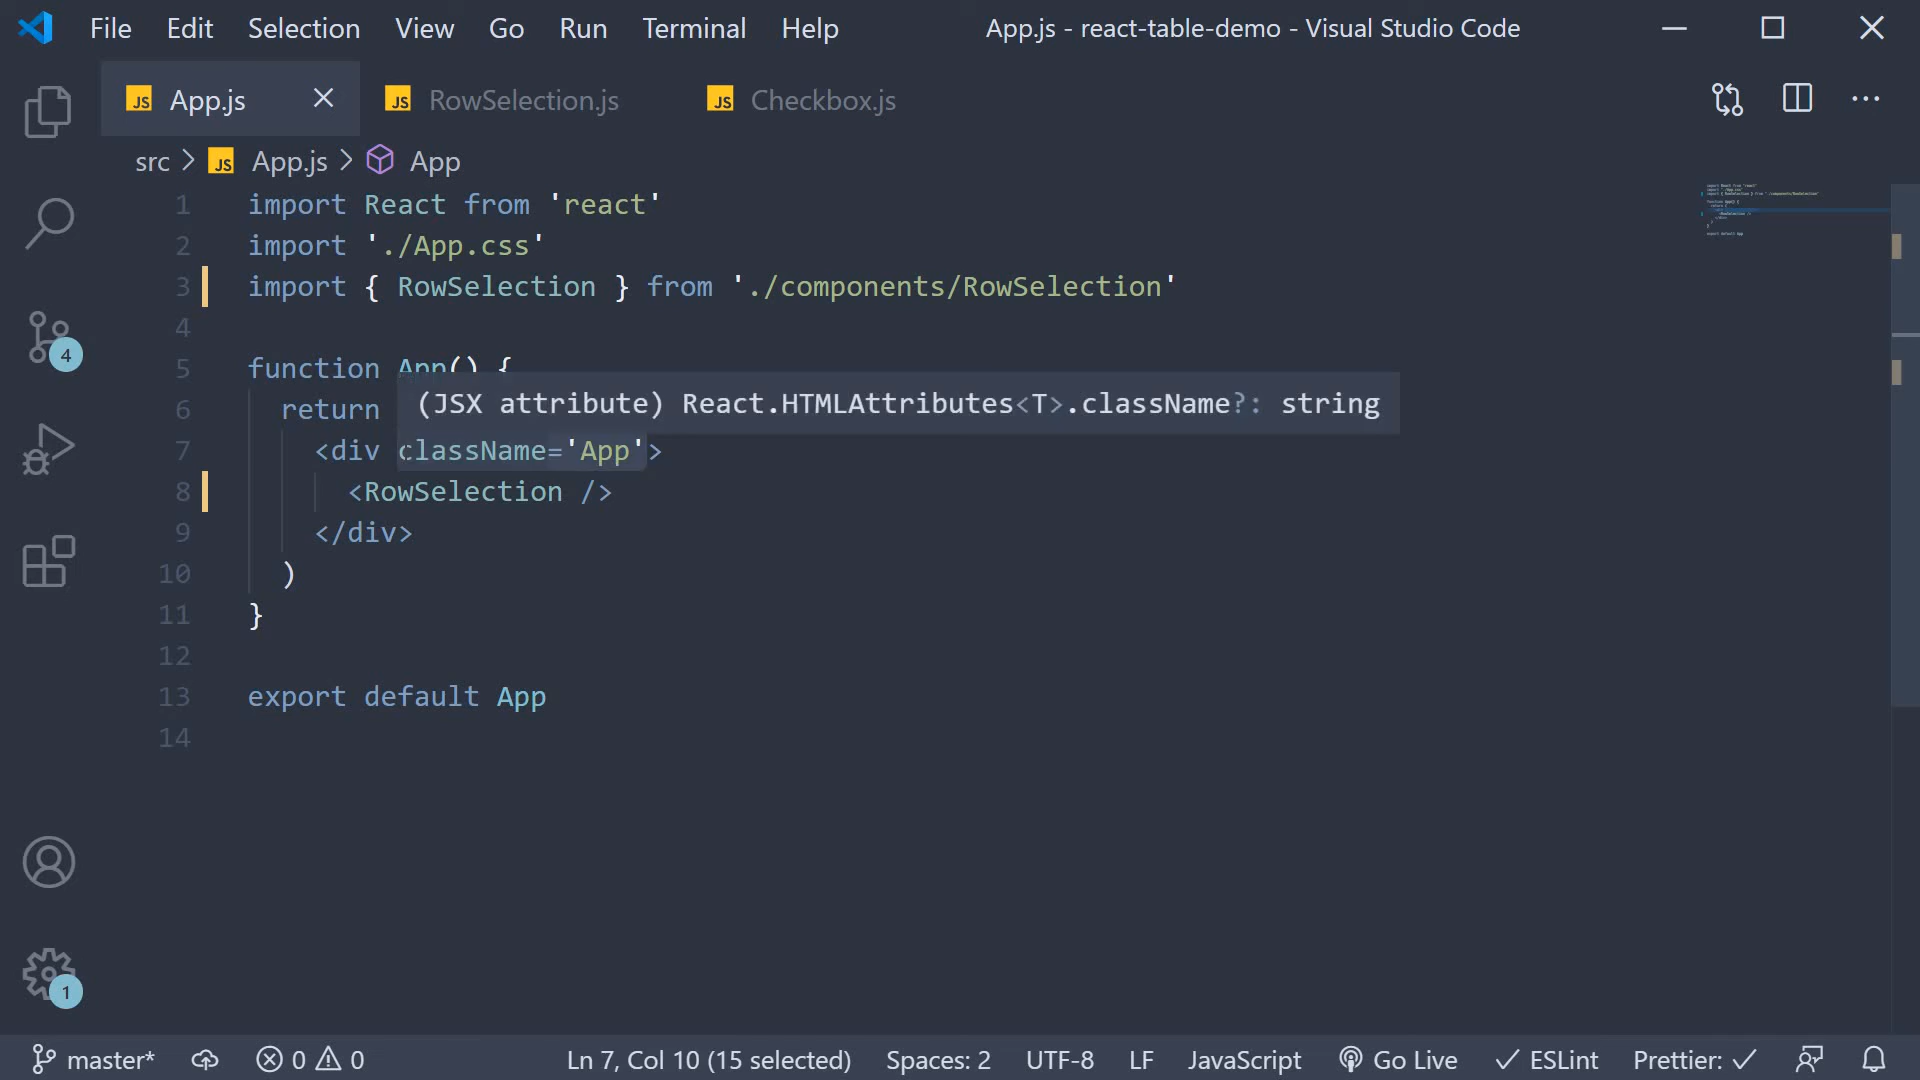 File Edit Selection View Go Run Terminal Help App.js - react-table-demo - Visual Studio Code
JS App.js JS RowSelection.js JS Checkbox.js
src > JS App.js > App
1 import React from 'react'
2 import './App.css'
3 import { RowSelection } from './components/RowSelection'
4
5 function App() {
(JSX attribute) React.HTMLAttributes<T>.className?: string
6 return
7 <div className='App'>
8 <RowSelection />
9 </div>
10 )
11 }
12
13 export default App
14
4
1
master* 0 0 Ln 7, Col 10 (15 selected) Spaces: 2 UTF-8 LF JavaScript Go Live ESLint Prettier: